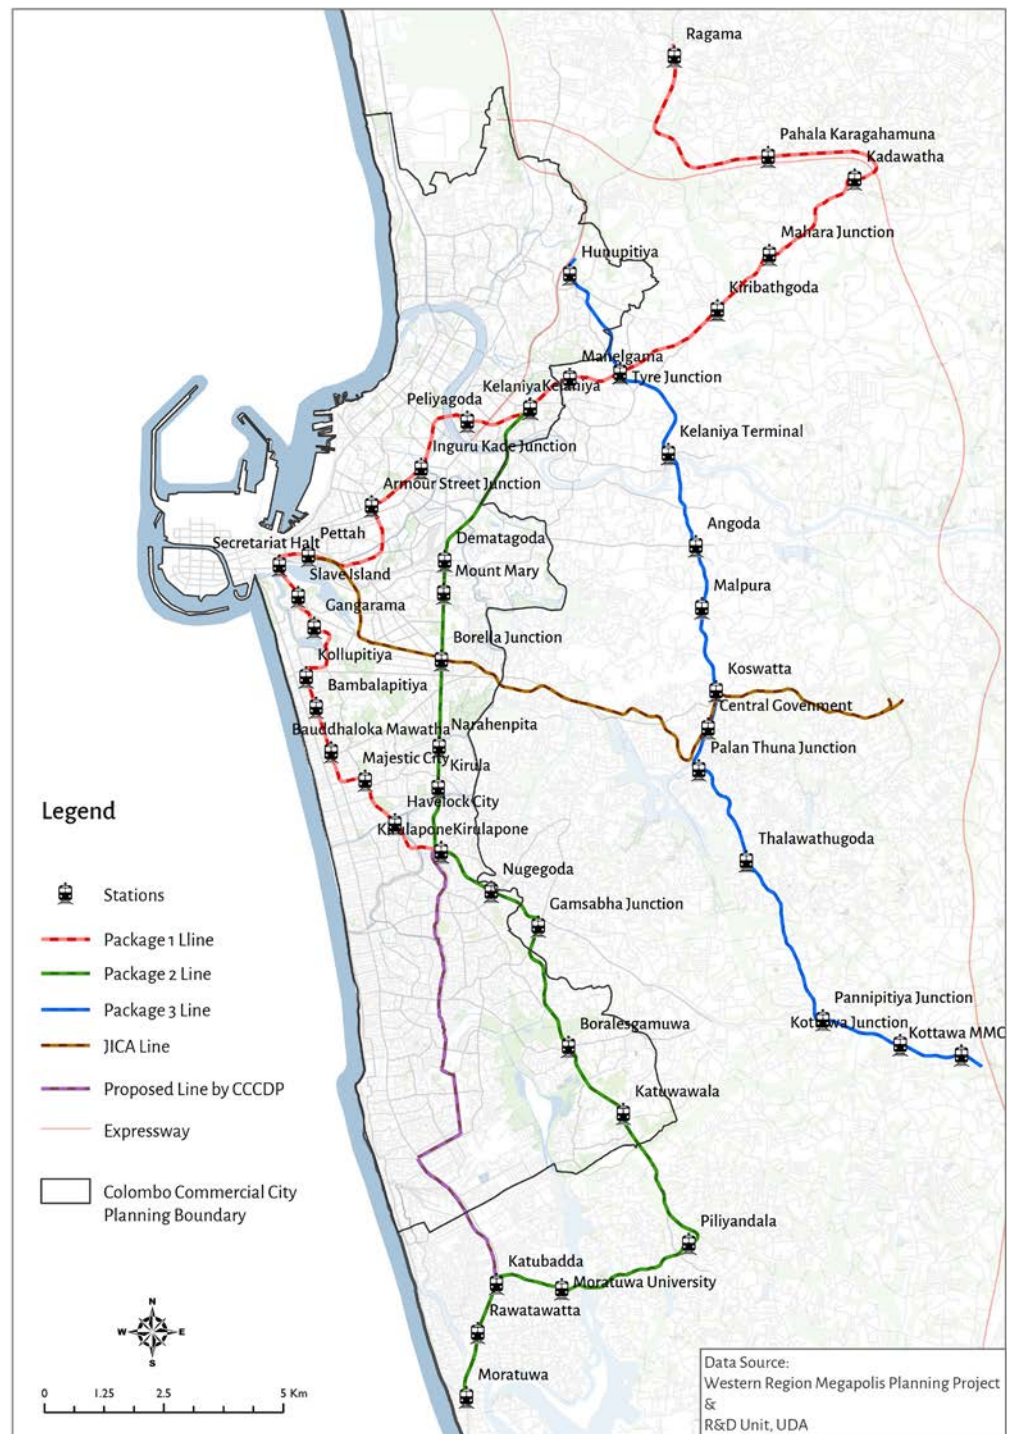 Ragama
Pahala Karagahamuna
Kadawatha
Mahara Junction
Hunupitiya
Kiribathgoda
Manelgama
Tyre Junction
KelaniyaKelaniya
Peliyagoda
Kelaniya Terminal
Inguru Kade Junction
Armour Street Junction
Angoda
Pettah
Secretariat Halt
Dematagoda
Slave Island
Mount Mary
Malpura
Gangarama
Borella Junction
Kollupitiya
Koswatta
Bambalapitiya
Central Govenment
Bauddhaloka Mawatha
Narahenpita
Palan Thuna Junction
Majestic City
Kirula
Havelock City
KirulaponeKirulapone
Thalawathugoda
Nugegoda
Gamsabha Junction
Pannipitiya Junction
Kottawa Junction
Kottawa MMC
Boralesgamuwa
Katuwawala
Piliyandala
Katubadda
Moratuwa University
Rawatawatta
Moratuwa
Legend
Stations
Package 1 Lline
Package 2 Line
Package 3 Line
JICA Line
Proposed Line by CCCDP
Expressway
Colombo Commercial City
Planning Boundary
N
W E
S
0 1.25 2.5 5 Km
Data Source:
Western Region Megapolis Planning Project
&
R&D Unit, UDA